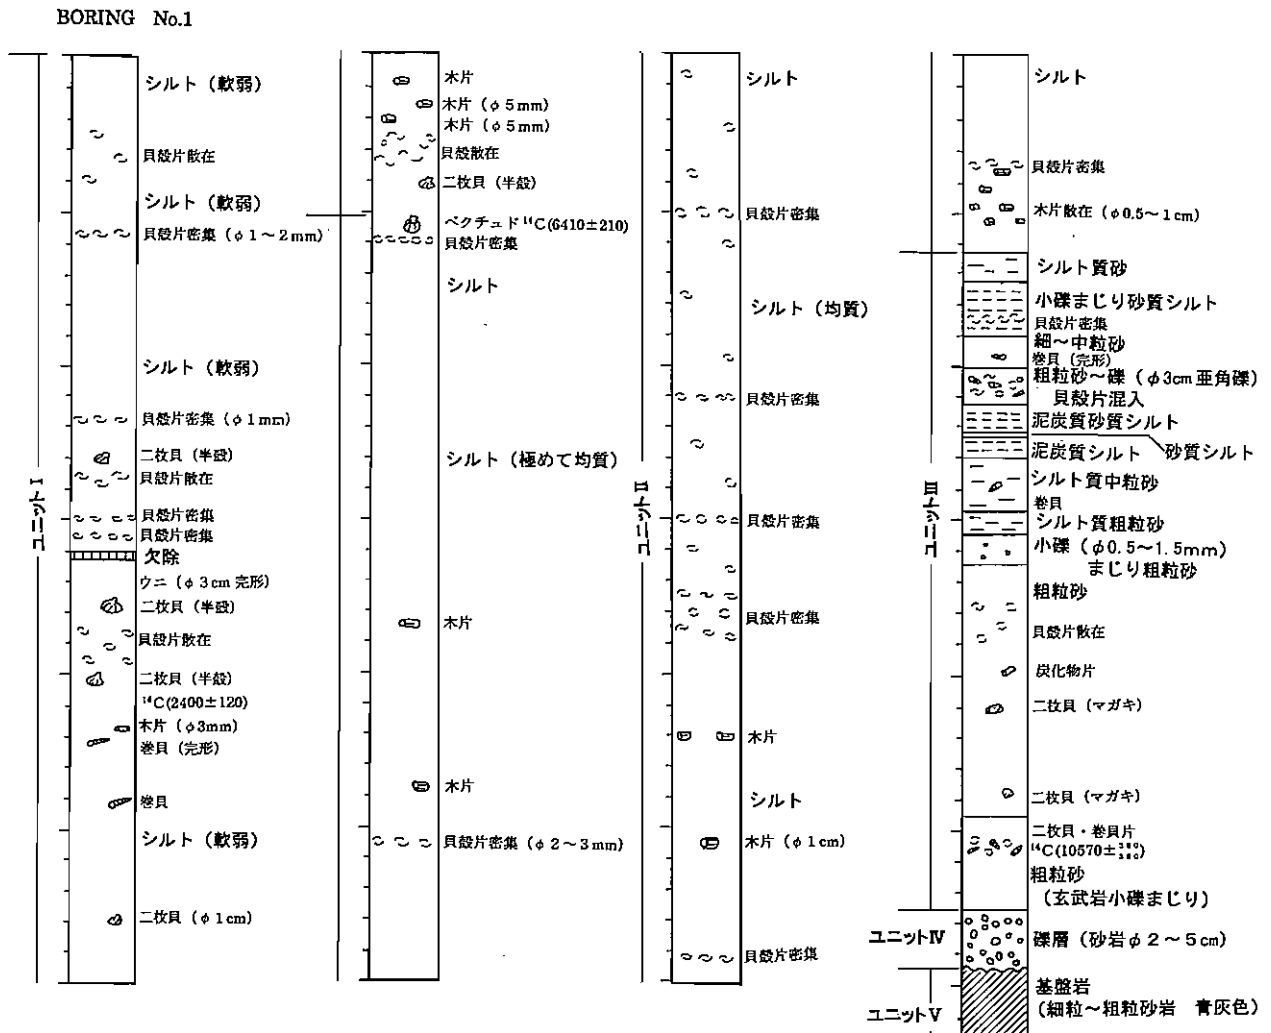 BORING No.1
ユニットⅠ
シルト（軟弱）
貝殻片散在
シルト（軟弱）
貝殻片密集（φ1～2mm）
シルト（軟弱）
貝殻片密集（φ1mm）
二枚貝（半殻）
貝殻片散在
貝殻片密集
貝殻片密集
欠除
ウニ（φ3cm 完形）
二枚貝（半殻）
貝殻片散在
二枚貝（半殻）
¹⁴C(2400±120)
木片（φ3mm）
巻貝（完形）
巻貝
シルト（軟弱）
二枚貝（φ1cm）
木片
木片（φ5mm）
木片（φ5mm）
貝殻散在
二枚貝（半殻）
ペクチュド ¹⁴C(6410±210)
貝殻片密集
シルト
シルト（極めて均質）
木片
木片
貝殻片密集（φ2～3mm）
ユニットⅡ
シルト
貝殻片密集
シルト（均質）
貝殻片密集
貝殻片密集
貝殻片密集
木片
シルト
木片（φ1cm）
貝殻片密集
ユニットⅢ
シルト
貝殻片密集
木片散在（φ0.5～1cm）
シルト質砂
小礫まじり砂質シルト
貝殻片密集
細～中粒砂
巻貝（完形）
粗粒砂～礫（φ3cm亜角礫）
貝殻片混入
泥炭質砂質シルト
泥炭質シルト 砂質シルト
シルト質中粒砂
巻貝
シルト質粗粒砂
小礫（φ0.5～1.5mm）
まじり粗粒砂
粗粒砂
貝殻片散在
炭化物片
二枚貝（マガキ）
二枚貝（マガキ）
二枚貝・巻貝片
¹⁴C(10570±
粗粒砂
（玄武岩小礫まじり）
ユニットⅣ
礫層（砂岩φ2～5cm）
ユニットⅤ
基盤岩
（細粒～粗粒砂岩 青灰色）